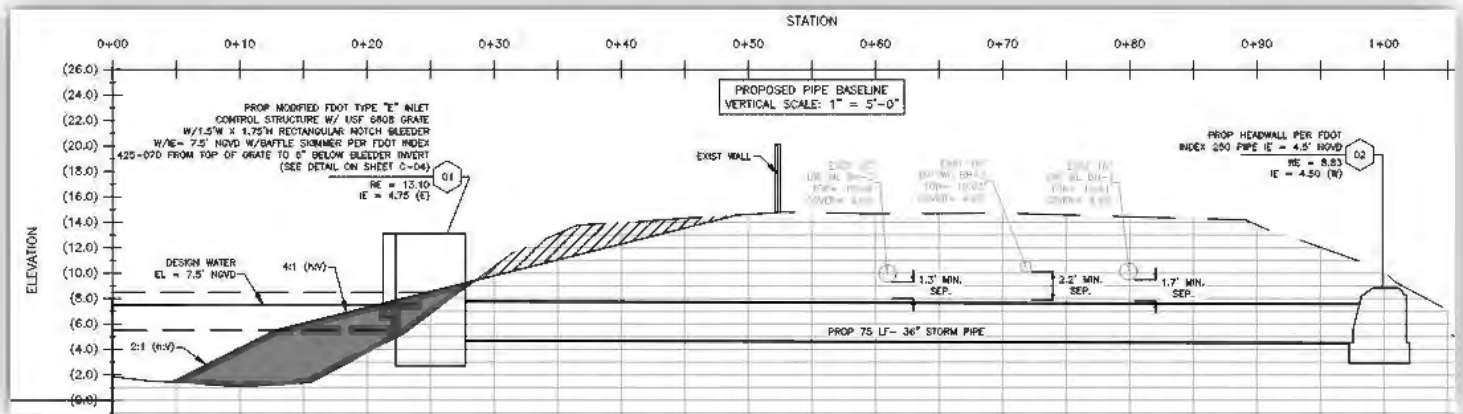 STATION
0+00 0+10 0+20 0+30 0+40 0+50 0+60 0+70 0+80 0+90 1+00
(26.0)
(24.0)
(22.0)
(20.0)
(18.0)
(16.0)
(14.0)
(12.0)
(10.0)
(8.0)
(6.0)
(4.0)
(2.0)
(0.0)
ELEVATION
PROPOSED PIPE BASELINE
VERTICAL SCALE: 1" = 5'-0"
PROP MODIFIED FDOT TYPE "E" INLET
CONTROL STRUCTURE W/ USF 6608 GRATE
W/1.5'W X 1.75'H RECTANGULAR NOTCH BLEEDER
W/IE= 7.5' NGVD W/BAFFLE SKIMMER PER FDOT INDEX
425-070 FROM TOP OF GRATE TO 6" BELOW BLEEDER INVERT
(SEE DETAIL ON SHEET C-04)
01
RE = 13.10
IE = 4.75 (E)
EXIST WALL
PROP HEADWALL PER FDOT
INDEX 250 PIPE IE = 4.5' NGVD
02
RE = 8.83
IE = 4.50 (W)
DESIGN WATER
EL = 7.5' NGVD
4:1 (h:V)
2:1 (h:V)
1.3' MIN.
SEP.
2.2' MIN.
SEP.
1.7' MIN.
SEP.
PROP 75 LF- 36" STORM PIPE